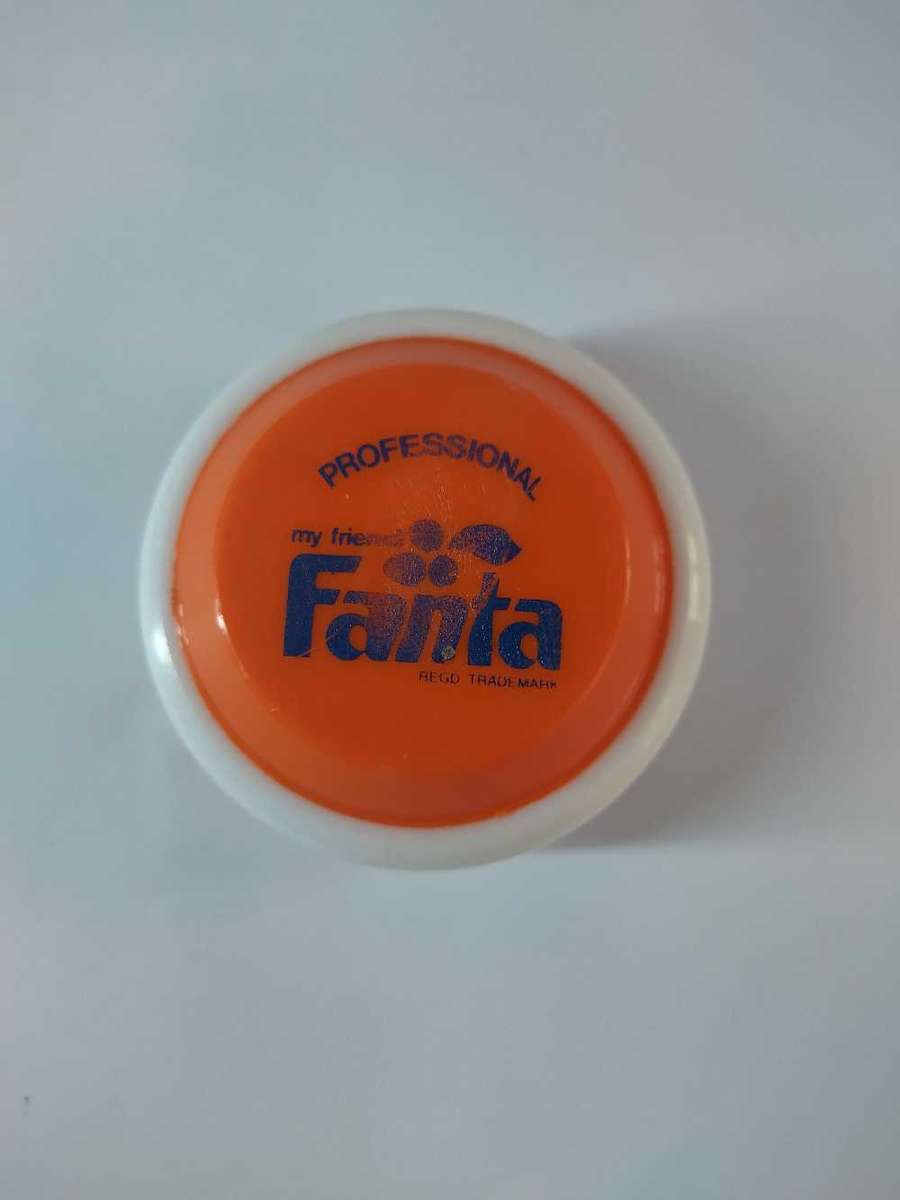 PROFESSIONAL
my friend
Fanta
REGD TRADEMARK